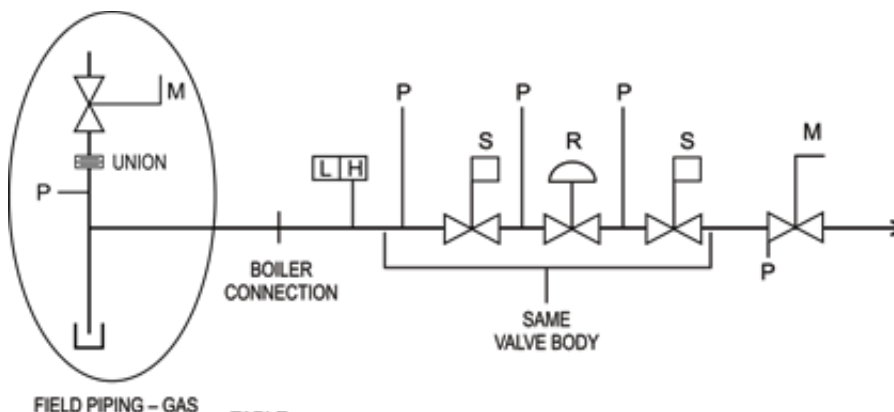 M
UNION
P
L H
P
S
P
R
P
S
M
P
BOILER
CONNECTION
SAME
VALVE BODY
FIELD PIPING – GAS